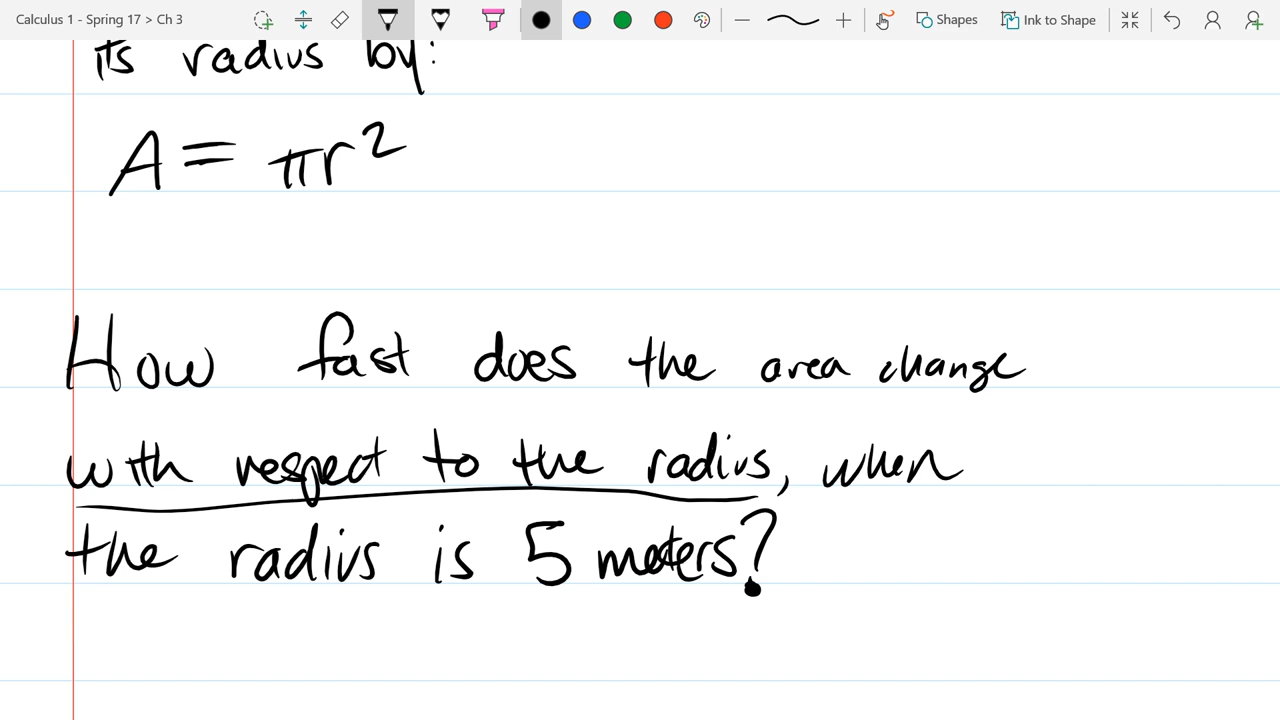 Calculus 1 - Spring 17 > Ch 3
Shapes
Ink to Shape
its radius by:
A = πr²
How fast does the area change
with respect to the radius, when
the radius is 5 meters?